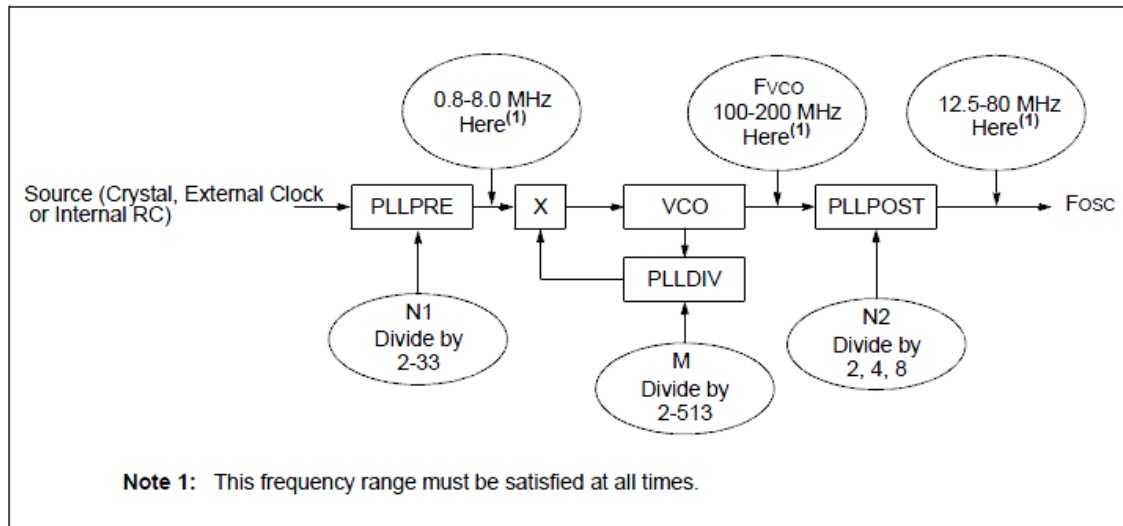 0.8-8.0 MHz
Here(1)
FVCO
100-200 MHz
Here(1)
12.5-80 MHz
Here(1)
Source (Crystal, External Clock
or Internal RC)
PLLPRE
X
VCO
PLLPOST
FOSC
PLLDIV
N1
Divide by
2-33
M
Divide by
2-513
N2
Divide by
2, 4, 8
Note 1: This frequency range must be satisfied at all times.